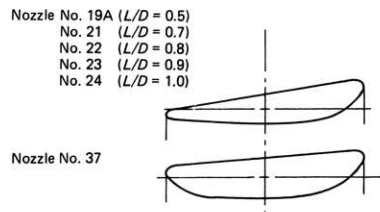 Nozzle No. 19A (L/D = 0.5)
No. 21 (L/D = 0.7)
No. 22 (L/D = 0.8)
No. 23 (L/D = 0.9)
No. 24 (L/D = 1.0)
Nozzle No. 37